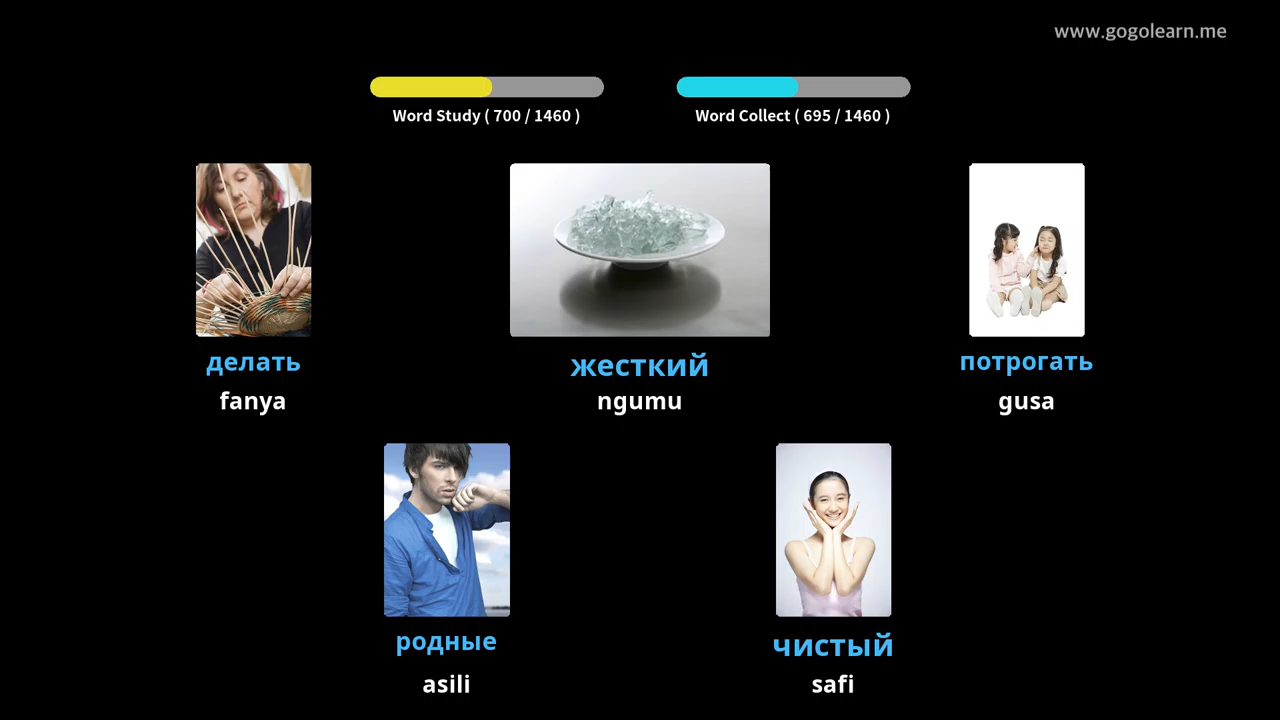 www.gogolearn.me
Word Study ( 700 / 1460 )
Word Collect ( 695 / 1460 )
делать
fanya
жесткий
ngumu
потрогать
gusa
родные
asili
чистый
safi